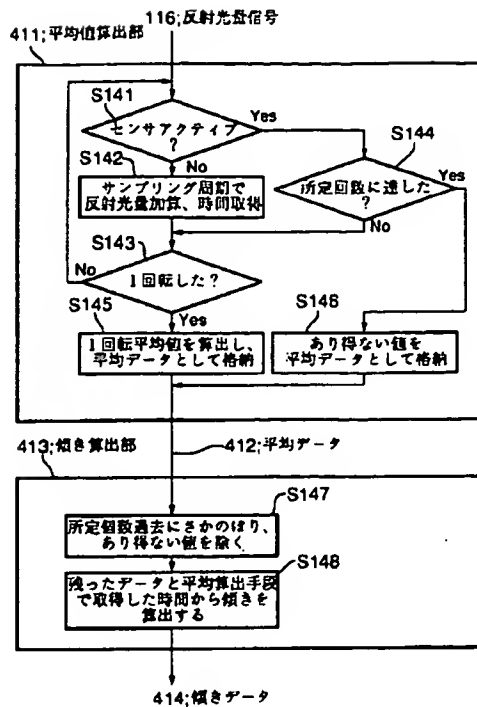 116;反射光量信号
411;平均値算出部
S141
センサアクティブ
?
Yes
S142
No
サンプリング周期で
反射光量加算、時間取得
S144
所定回数に達した
?
Yes
No
S143
No
1回転した?
Yes
S145
1回転平均値を算出し、
平均データとして格納
S146
あり得ない値を
平均データとして格納
413;傾き算出部
412;平均データ
S147
所定個数過去にさかのぼり、
あり得ない値を除く
S148
残ったデータと平均算出手段
で取得した時間から傾きを
算出する
414;傾きデータ